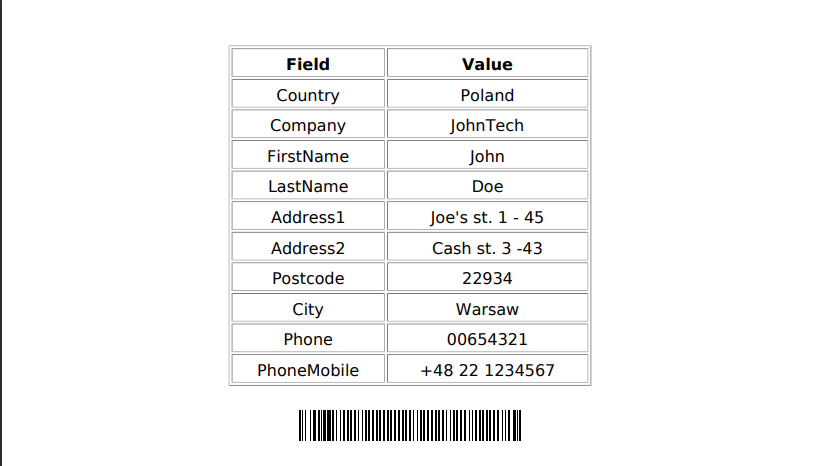 Field Value
Country Poland
Company JohnTech
FirstName John
LastName Doe
Address1 Joe's st. 1 - 45
Address2 Cash st. 3 -43
Postcode 22934
City Warsaw
Phone 00654321
PhoneMobile +48 22 1234567